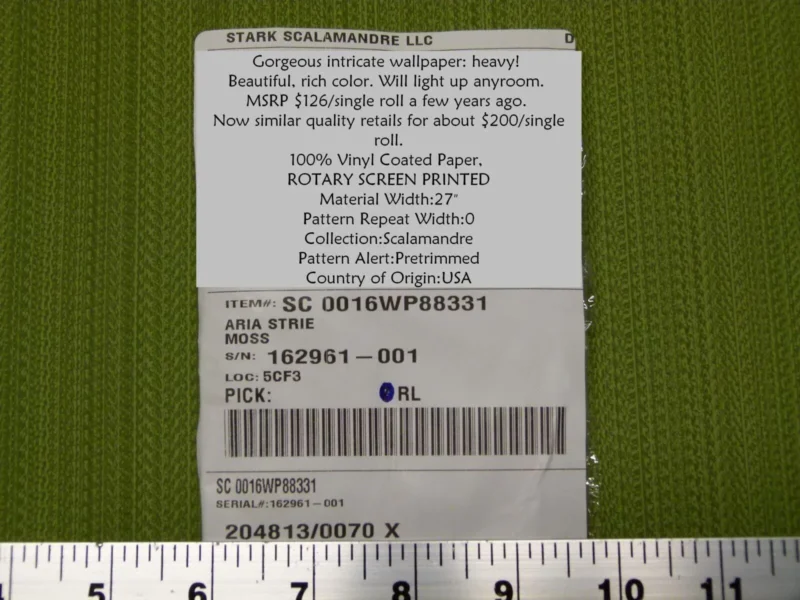 STARK SCALAMANDRE LLC D
Gorgeous intricate wallpaper: heavy!
Beautiful, rich color. Will light up anyroom.
MSRP $126/single roll a few years ago.
Now similar quality retails for about $200/single
roll.
100% Vinyl Coated Paper,
ROTARY SCREEN PRINTED
Material Width:27"
Pattern Repeat Width:0
Collection:Scalamandre
Pattern Alert:Pretrimmed
Country of Origin:USA
ITEM#: SC 0016WP88331
ARIA STRIE
MOSS
S/N: 162961-001
LOC: 5CF3
PICK: RL
SC 0016WP88331
SERIAL#:162961-001
204813/0070 X
5 6 7 8 9 10 11